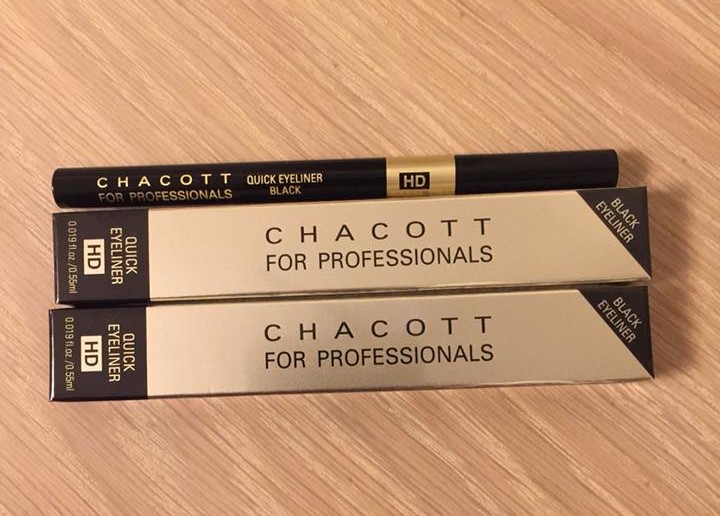 CHACOTT
FOR PROFESSIONALS
QUICK EYELINER
BLACK
HD
QUICK
EYELINER
HD
0.019 fl.oz./0.55ml
CHACOTT
FOR PROFESSIONALS
BLACK
EYELINER
QUICK
EYELINER
HD
0.019 fl.oz./0.55ml
CHACOTT
FOR PROFESSIONALS
BLACK
EYELINER